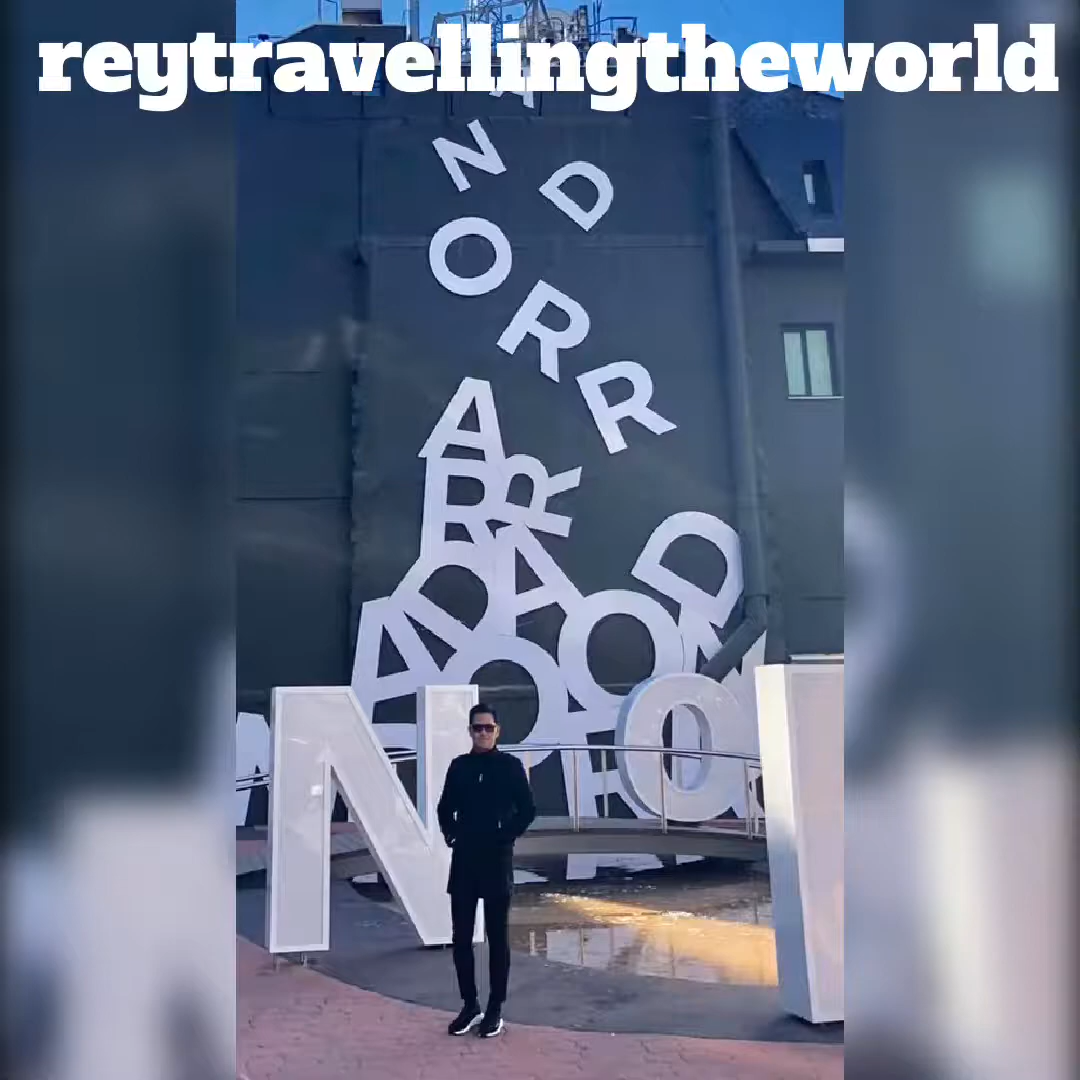 reytravellingtheworld
A
N D
O
R
R
A
R R
D A D
A O
O
N O